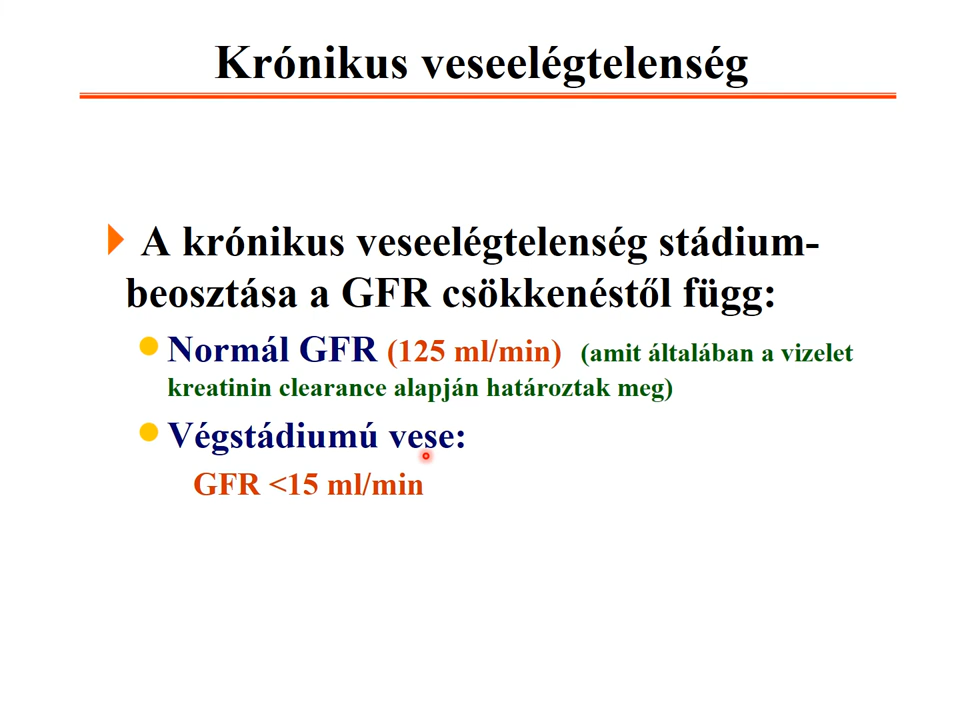 Krónikus veseelégtelenség
A krónikus veseelégtelenség stádium-
beosztása a GFR csökkenéstől függ:
Normál GFR (125 ml/min) (amit általában a vizelet
kreatinin clearance alapján határoztak meg)
Végstádiumú vese:
GFR <15 ml/min